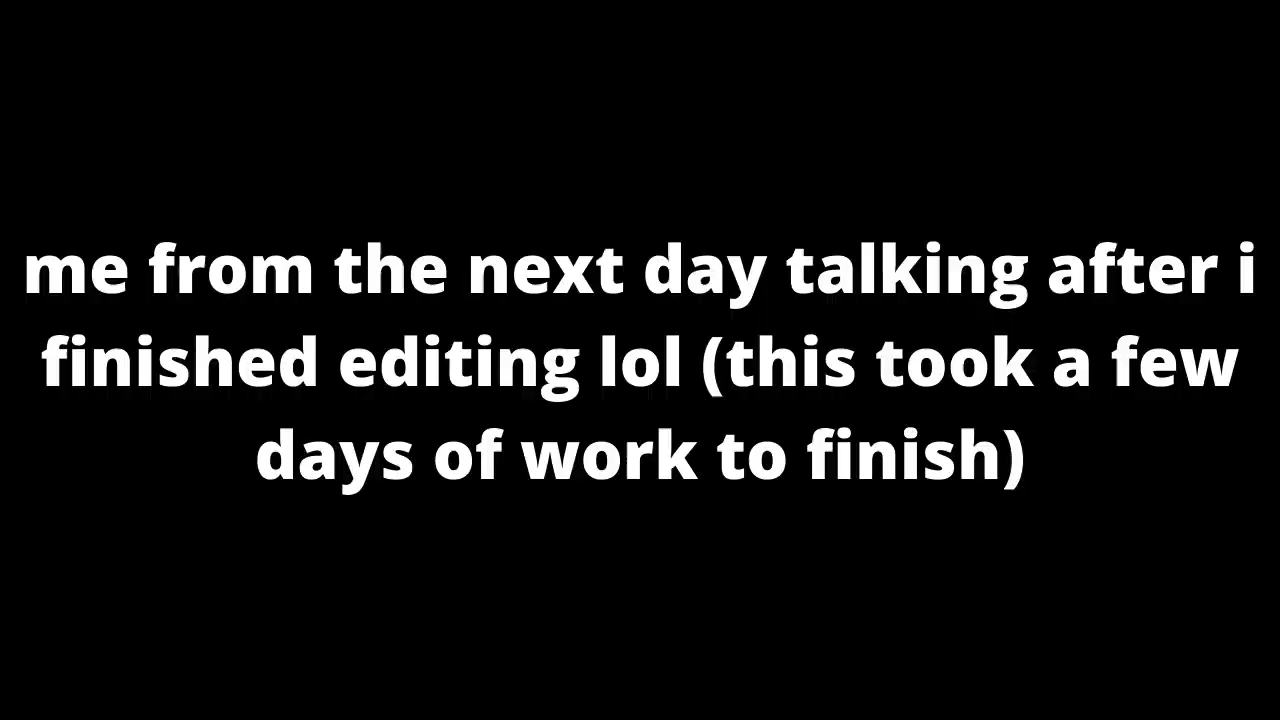 me from the next day talking after i
finished editing lol (this took a few
days of work to finish)